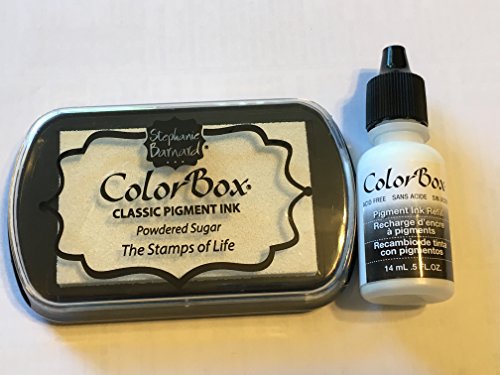 Stephanie
Barnard®
ColorBox®
CLASSIC PIGMENT INK
Powdered Sugar
The Stamps of Life
ColorBox
ACID FREE SANS ACIDE
Pigment Ink Refill
Recharge d'encre
à pigments
Recambio de tinta
con pigmentos
14 mL .5 FL.OZ.